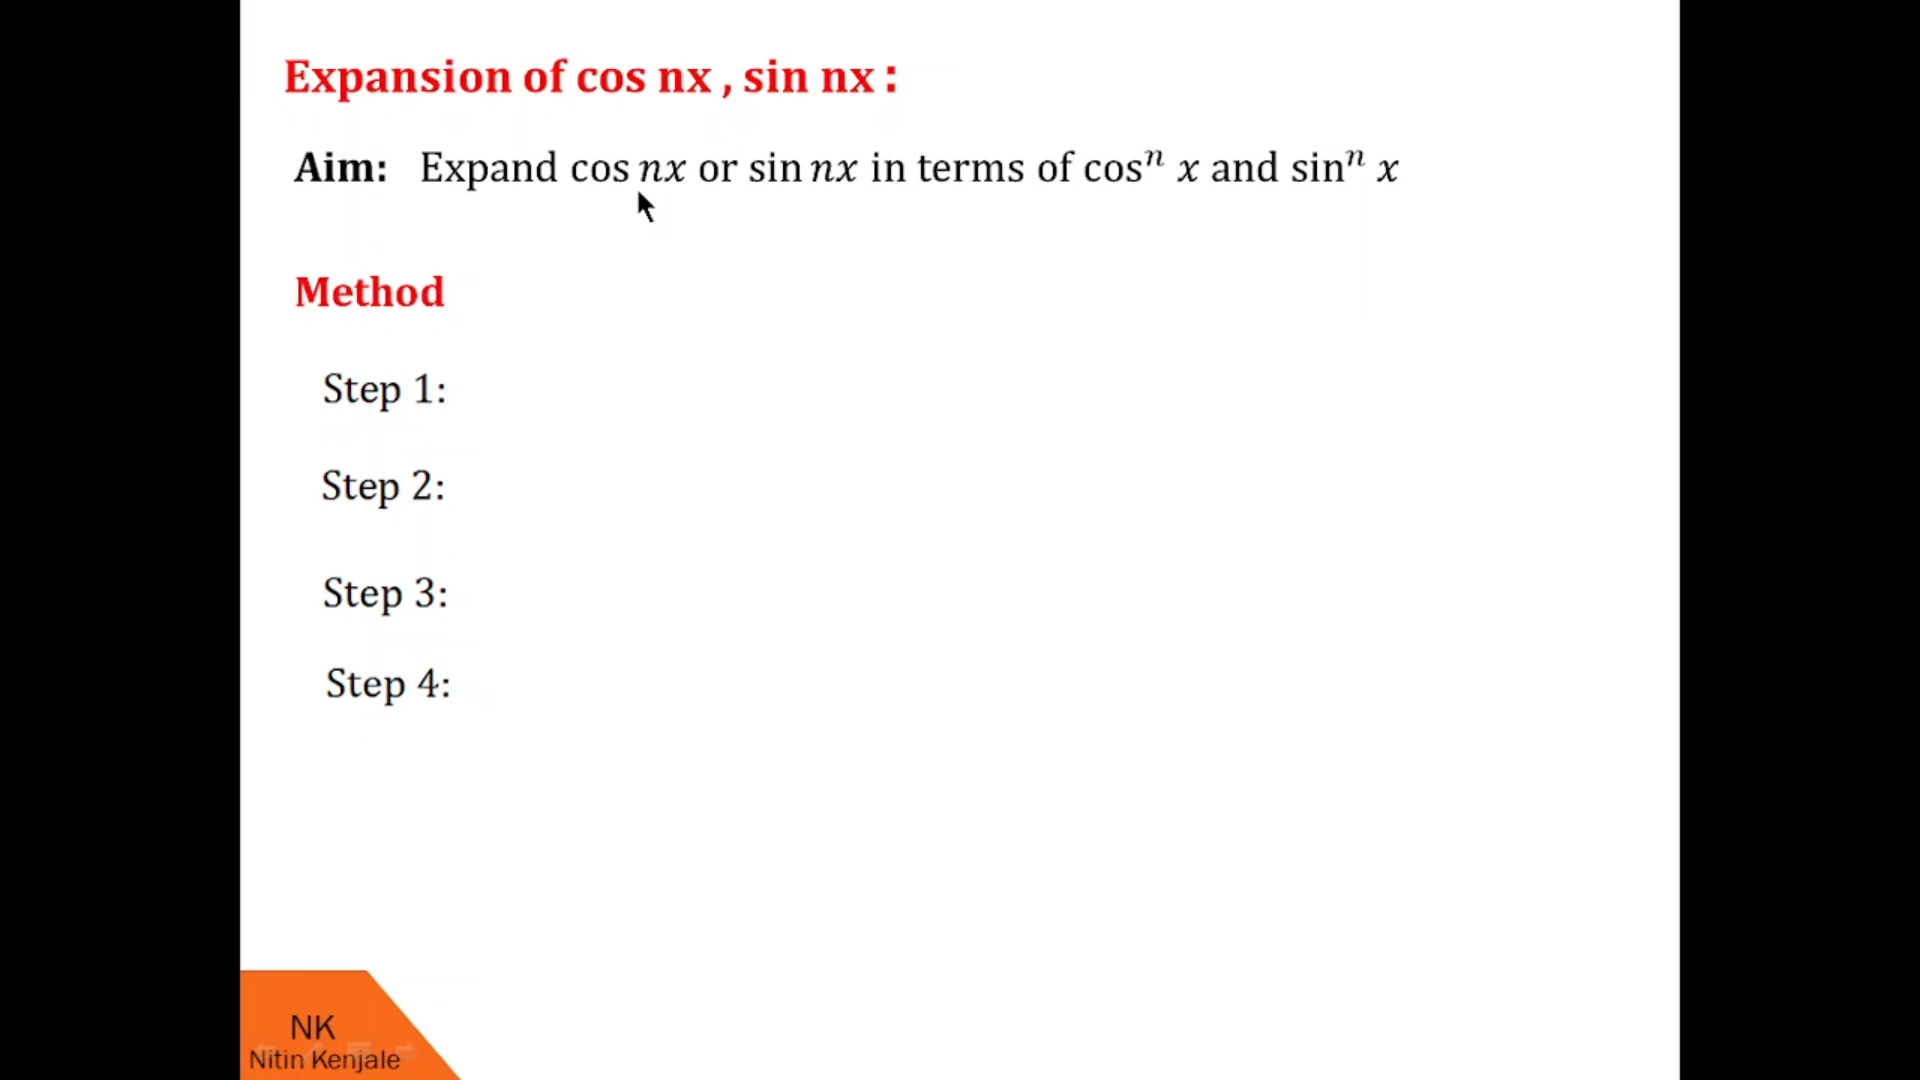 Expansion of cos nx , sin nx :
Aim: Expand cos nx or sin nx in terms of cosⁿ x and sinⁿ x
Method
Step 1:
Step 2:
Step 3:
Step 4:
NK
Nitin Kenjale